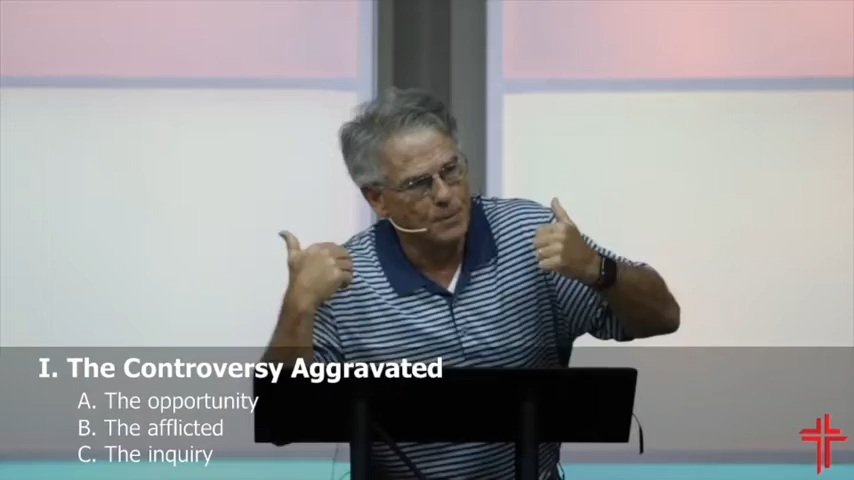 I. The Controversy Aggravated
A. The opportunity
B. The afflicted
C. The inquiry